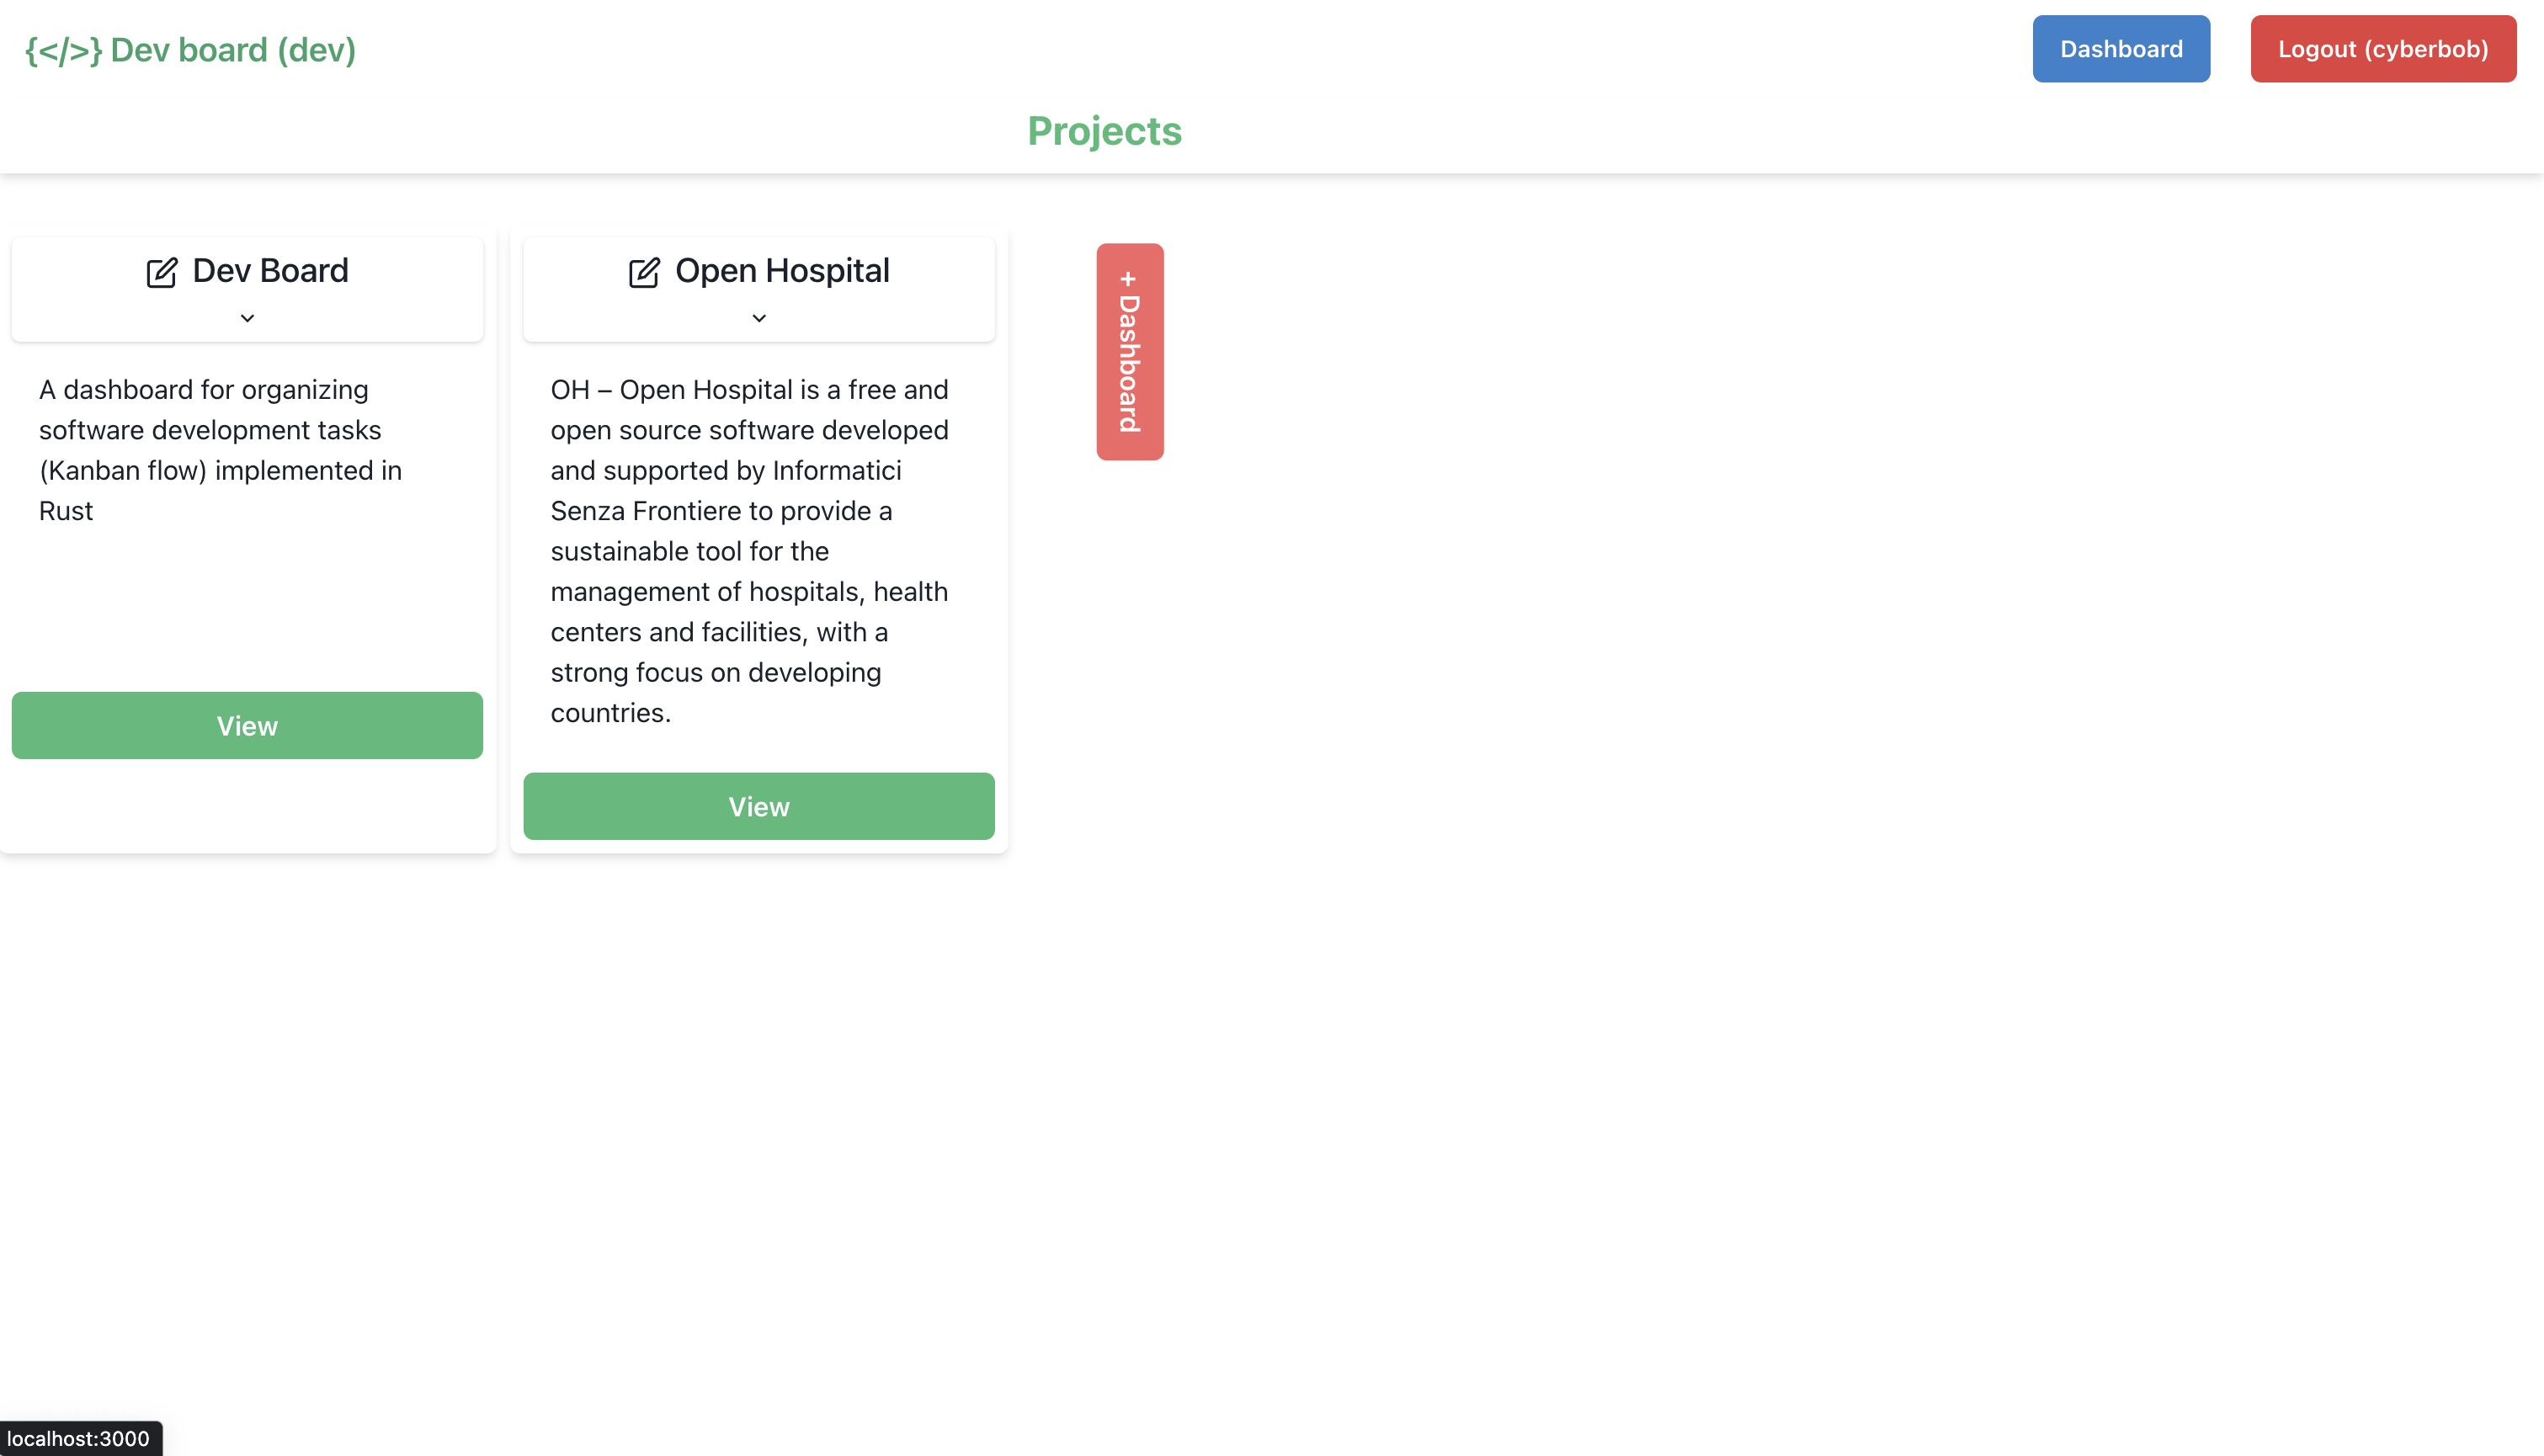 {</>} Dev board (dev)
Dashboard
Logout (cyberbob)
Projects
Dev Board
A dashboard for organizing
software development tasks
(Kanban flow) implemented in
Rust
View
Open Hospital
OH – Open Hospital is a free and
open source software developed
and supported by Informatici
Senza Frontiere to provide a
sustainable tool for the
management of hospitals, health
centers and facilities, with a
strong focus on developing
countries.
View
+ Dashboard
localhost:3000